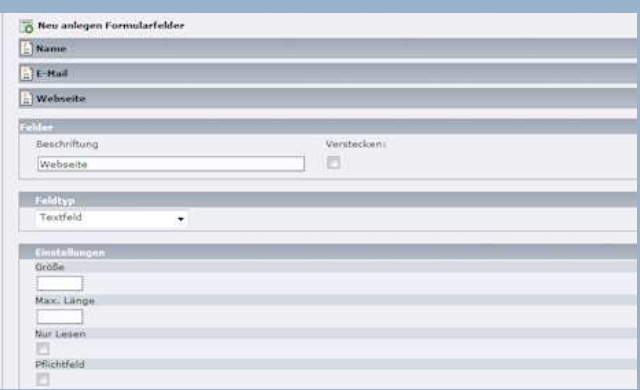 Neu anlegen Formularfelder
Name
E-Mail
Webseite
Felder
Beschriftung Verstecken:
Webseite
Feldtyp
Textfeld
Einstellungen
Größe
Max. Länge
Nur Lesen
Pflichtfeld